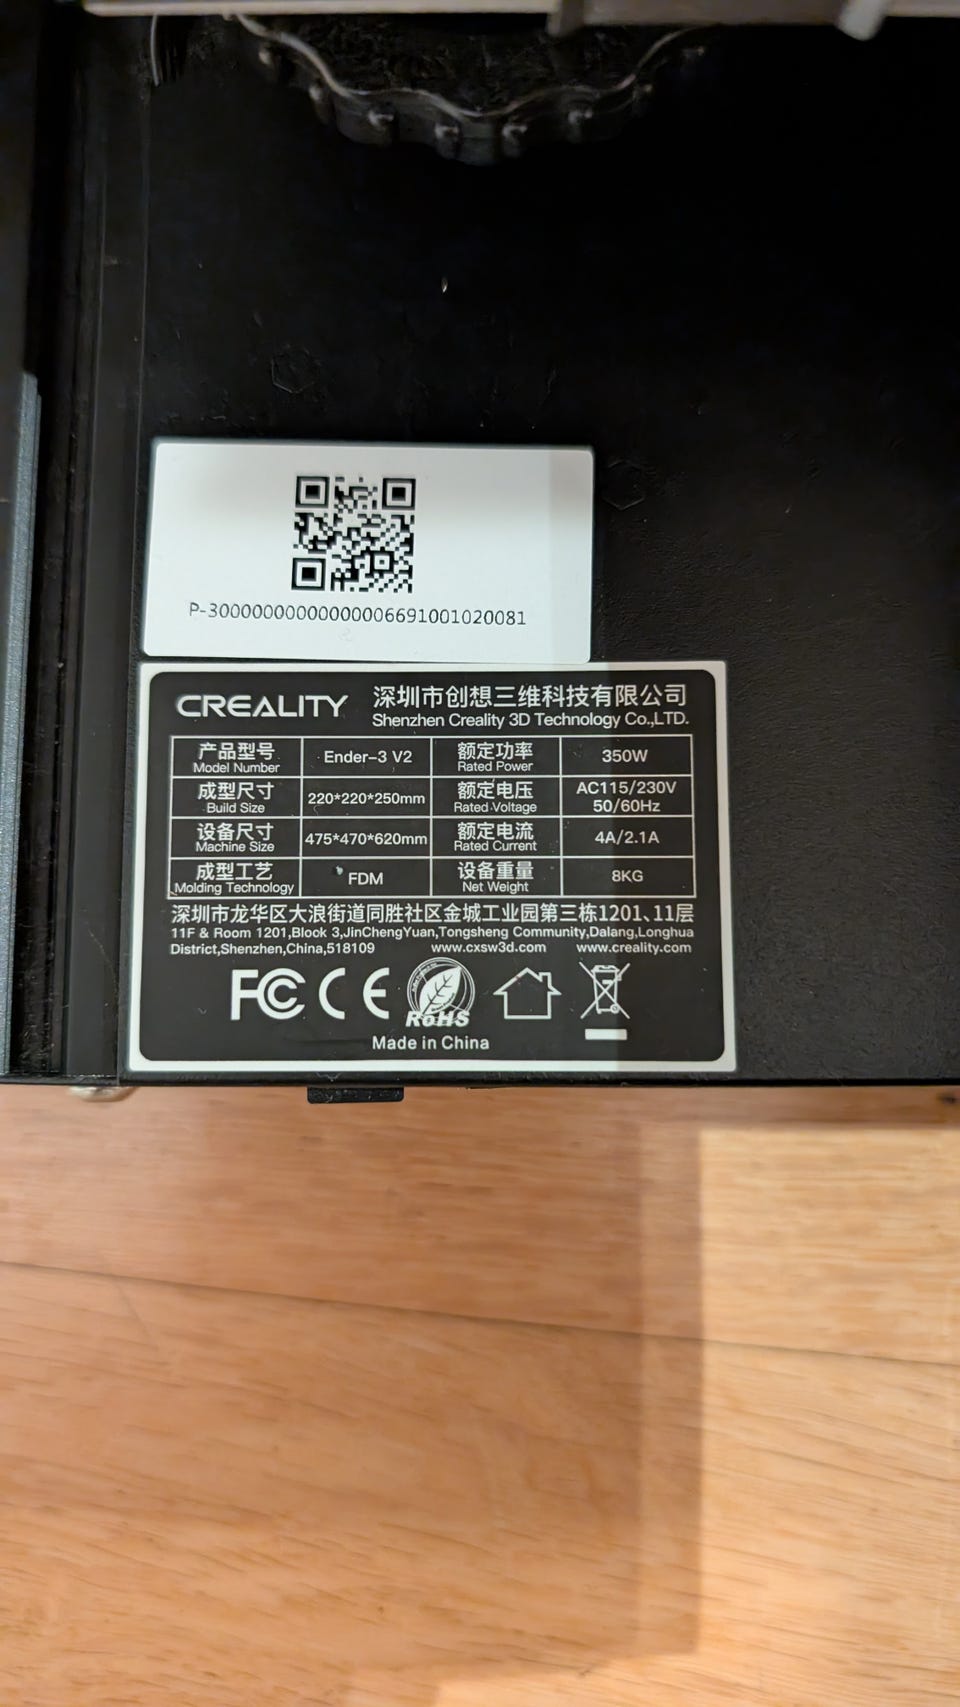 P-30000000000000006691001020081
CREALITY 深圳市创想三维科技有限公司
Shenzhen Creality 3D Technology Co.,LTD.
产品型号 Ender-3 V2 额定功率 350W
Model Number Rated Power
成型尺寸 220*220*250mm 额定电压 AC115/230V
Build Size Rated Voltage 50/60Hz
设备尺寸 475*470*620mm 额定电流 4A/2.1A
Machine Size Rated Current
成型工艺 FDM 设备重量 8KG
Molding Technology Net Weight
深圳市龙华区大浪街道同胜社区金城工业园第三栋1201、11层
11F & Room 1201,Block 3,JinChengYuan,Tongsheng Community,Dalang,Longhua
District,Shenzhen,China,518109 www.cxsw3d.com www.creality.com
FC CE RoHS
Made in China